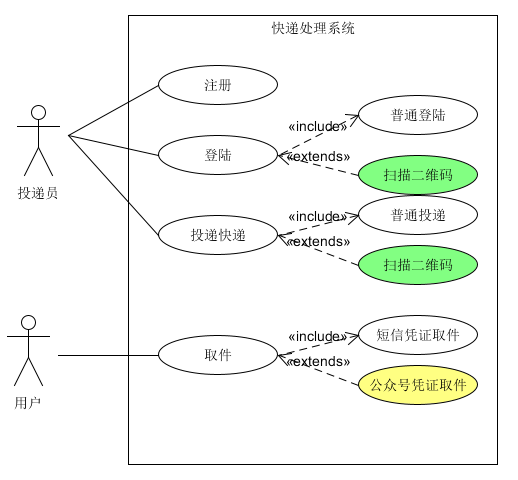 快递处理系统
注册
普通登陆
«include»
登陆
«extends»
扫描二维码
投递员
普通投递
«include»
投递快递
«extends»
扫描二维码
短信凭证取件
«include»
取件
«extends»
公众号凭证取件
用户